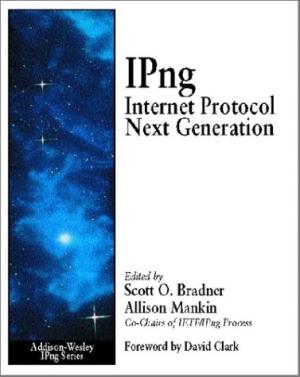 IPng
Internet Protocol
Next Generation
Edited by
Scott O. Bradner
Allison Mankin
Co-Chairs of IETF/IPng Process
Foreword by David Clark
Addison-Wesley
IPng Series